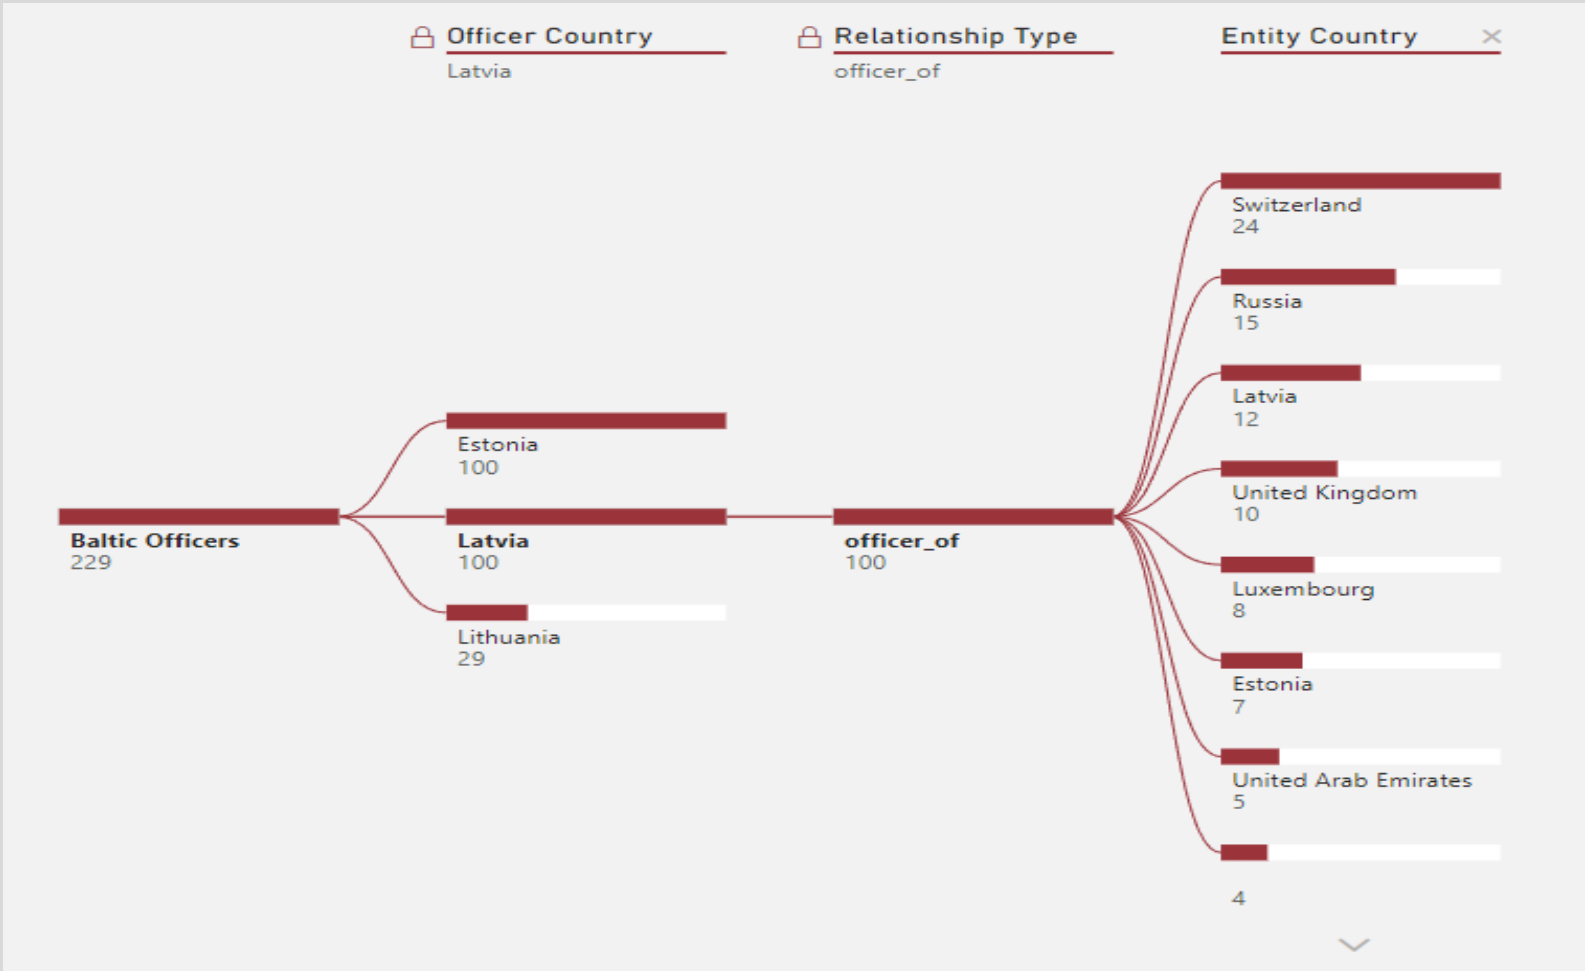 Officer Country
Latvia
Relationship Type
officer_of
Entity Country
Baltic Officers
229
Estonia
100
Latvia
100
Lithuania
29
officer_of
100
Switzerland
24
Russia
15
Latvia
12
United Kingdom
10
Luxembourg
8
Estonia
7
United Arab Emirates
5
4